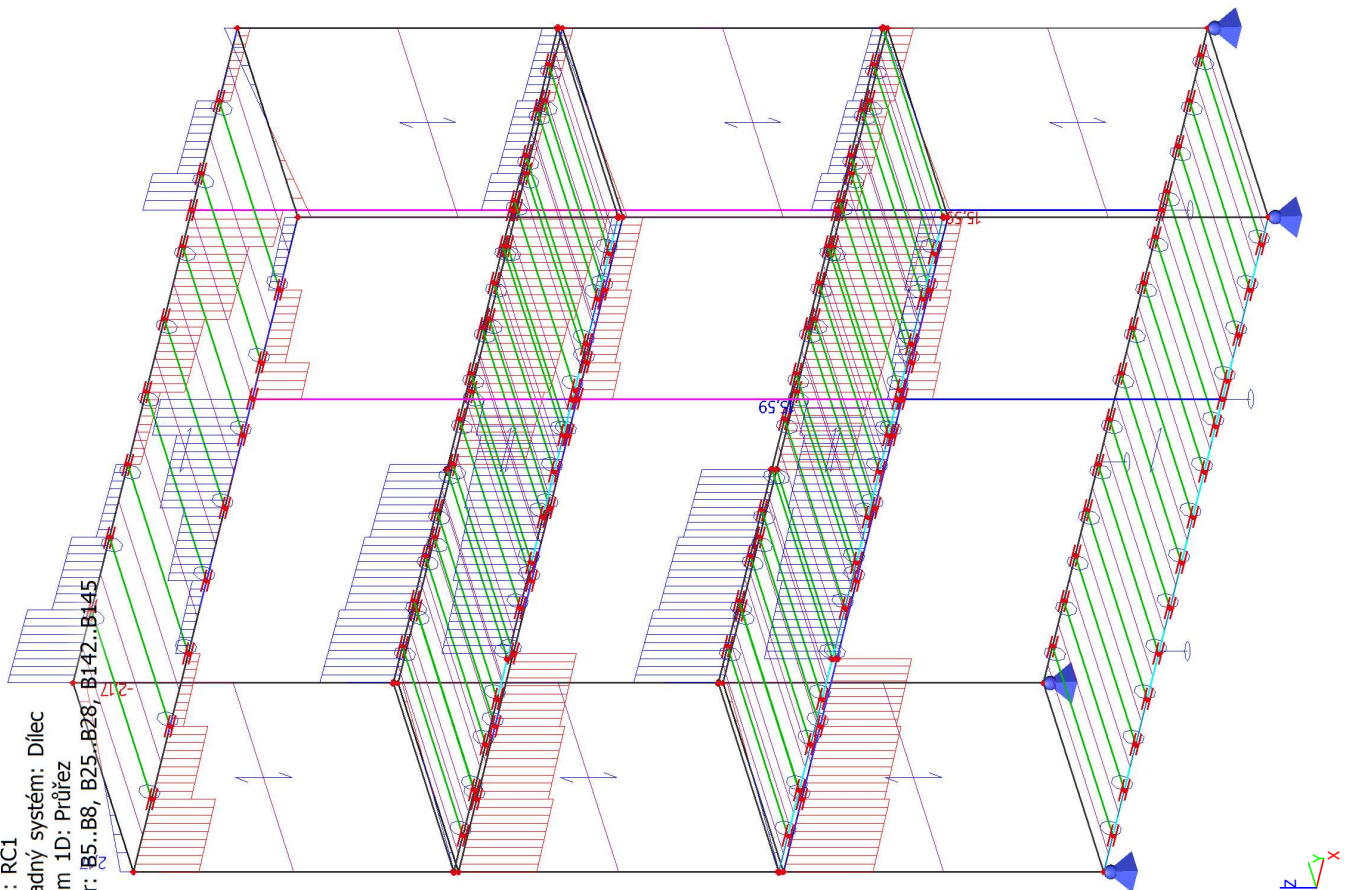 : RC1
adný systém: Dílec
m 1D: Průřez
r: B5..B8, B25..B28, B142..B145
-2,17
15,59
15,59
Z
Y
X